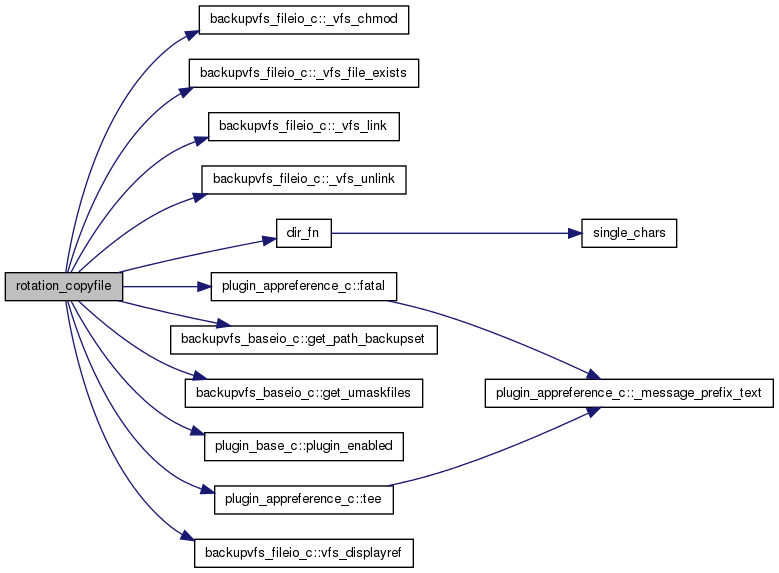 backupvfs_fileio_c::_vfs_chmod
backupvfs_fileio_c::_vfs_file_exists
backupvfs_fileio_c::_vfs_link
backupvfs_fileio_c::_vfs_unlink
dir_fn
single_chars
rotation_copyfile
plugin_appreference_c::fatal
backupvfs_baseio_c::get_path_backupset
backupvfs_baseio_c::get_umaskfiles
plugin_appreference_c::_message_prefix_text
plugin_base_c::plugin_enabled
plugin_appreference_c::tee
backupvfs_fileio_c::vfs_displayref